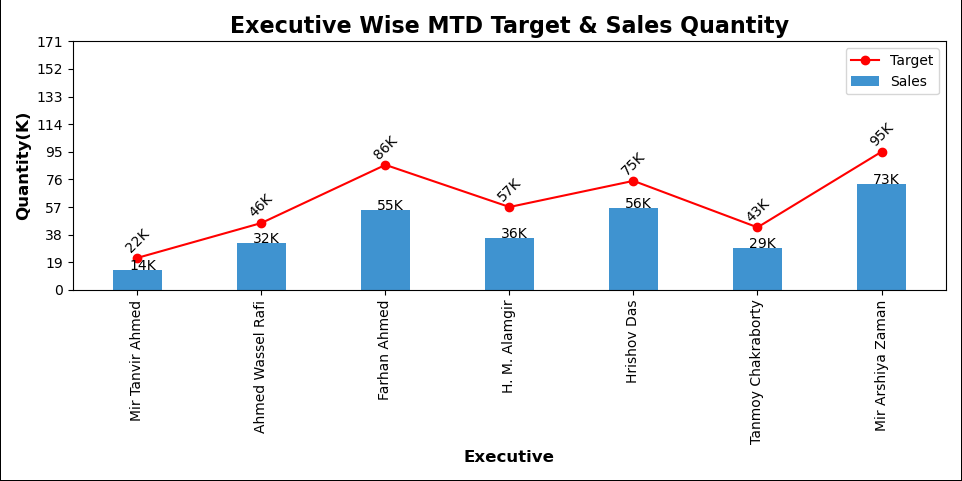 Executive Wise MTD Target & Sales Quantity
Quantity(K)
171
152
133
114
95
76
57
38
19
0
Target
Sales
22K
46K
86K
57K
75K
43K
95K
14K
32K
55K
36K
56K
29K
73K
Mir Tanvir Ahmed
Ahmed Wassel Rafi
Farhan Ahmed
H. M. Alamgir
Hrishov Das
Tanmoy Chakraborty
Mir Arshiya Zaman
Executive